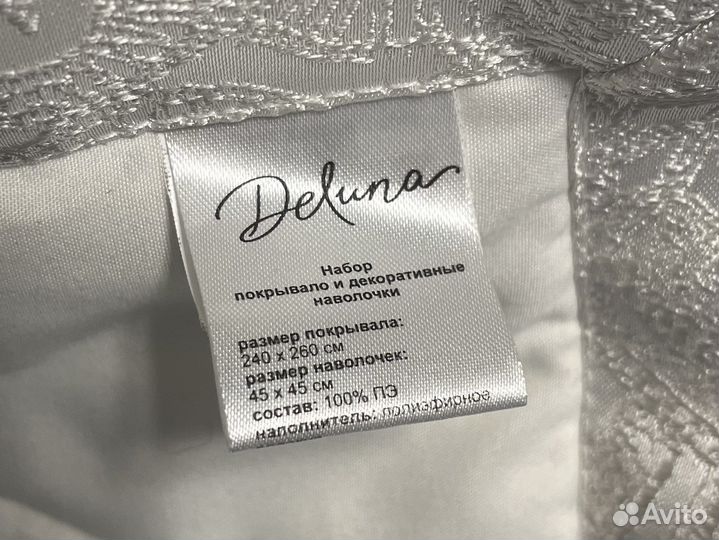 Deluna
Набор
покрывало и декоративные
наволочки
размер покрывала:
240 x 260 см
размер наволочек:
45 x 45 см
состав: 100% ПЭ
наполнитель: полиэфирное
Avito